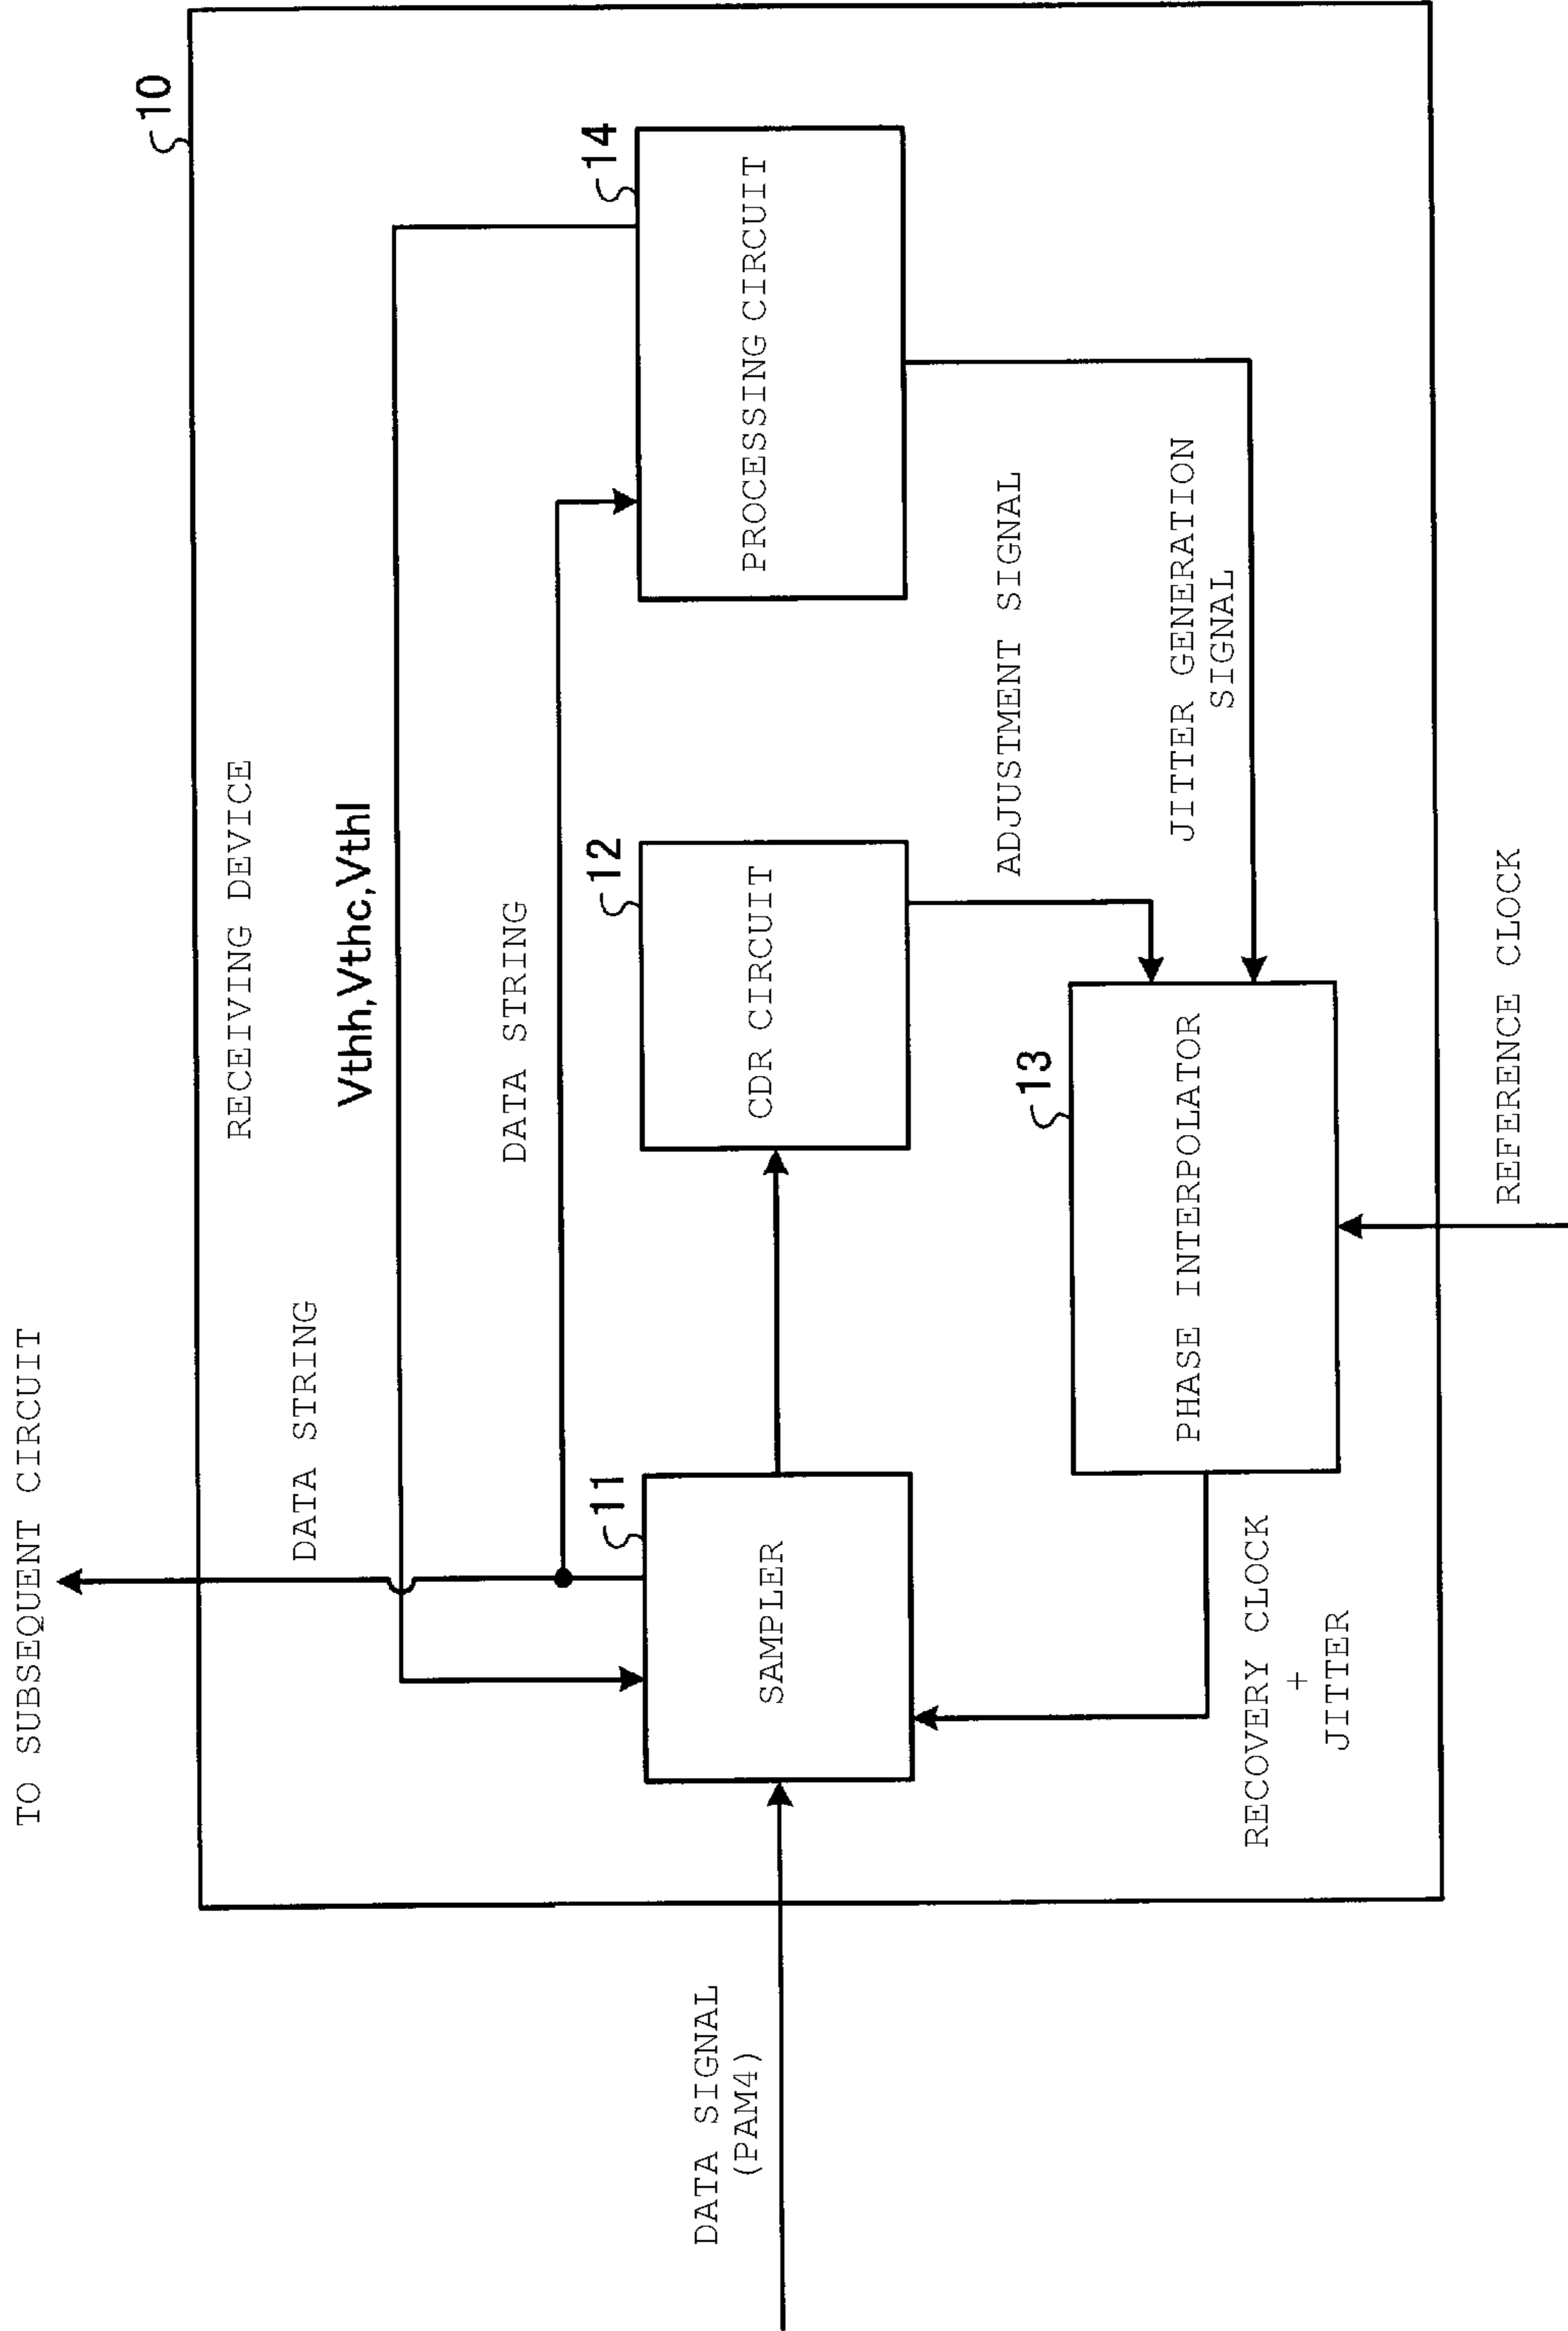 TO SUBSEQUENT CIRCUIT
10
RECEIVING DEVICE
DATA STRING
Vthh,Vthc,Vthl
DATA STRING
11
SAMPLER
12
CDR CIRCUIT
14
PROCESSING CIRCUIT
DATA SIGNAL
(PAM4)
ADJUSTMENT SIGNAL
13
PHASE INTERPOLATOR
JITTER GENERATION
SIGNAL
RECOVERY CLOCK
+
JITTER
REFERENCE CLOCK